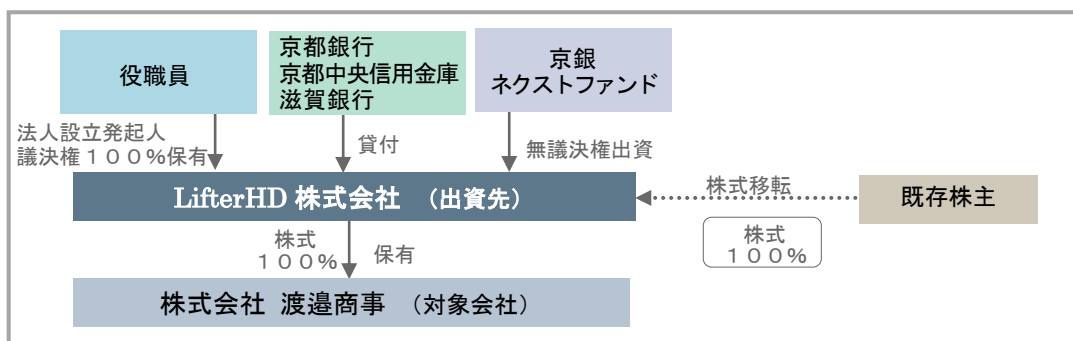 役職員
京都銀行
京都中央信用金庫
滋賀銀行
京銀
ネクストファンド
法人設立発起人
議決権１００％保有
貸付
無議決権出資
LifterHD 株式会社 （出資先）
株式移転
既存株主
株式
１００％
株式
１００％
保有
株式会社 渡邉商事 （対象会社）